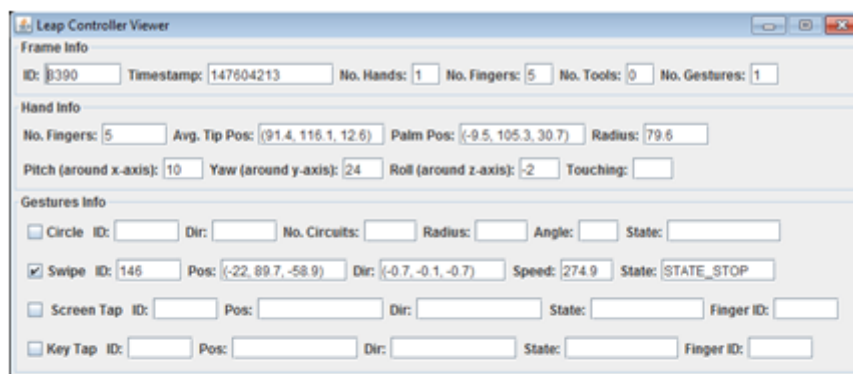 Leap Controller Viewer
Frame Info
ID: 8390 Timestamp: 147604213 No. Hands: 1 No. Fingers: 5 No. Tools: 0 No. Gestures: 1
Hand Info
No. Fingers: 5 Avg. Tip Pos: (91.4, 116.1, 12.6) Palm Pos: (-9.5, 105.3, 30.7) Radius: 79.6
Pitch (around x-axis): 10 Yaw (around y-axis): 24 Roll (around z-axis): -2 Touching:
Gestures Info
Circle ID: Dir: No. Circuits: Radius: Angle: State:
Swipe ID: 146 Pos: (-22, 89.7, -58.9) Dir: (-0.7, -0.1, -0.7) Speed: 274.9 State: STATE_STOP
Screen Tap ID: Pos: Dir: State: Finger ID:
Key Tap ID: Pos: Dir: State: Finger ID: